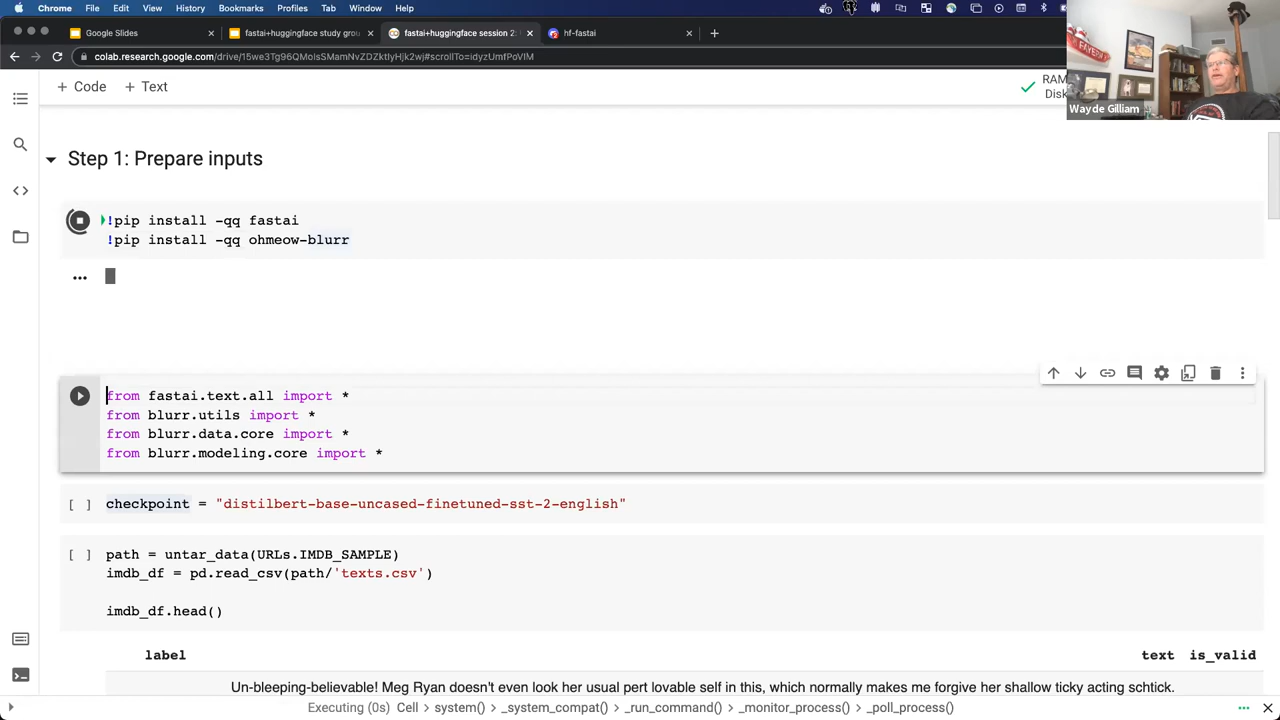 Chrome File Edit View History Bookmarks Profiles Tab Window Help
Google Slides
fastai+huggingface study grou
fastai+huggingface session 2:
hf-fastai
colab.research.google.com/drive/15we3Tg96QMoIsSMamNvZDZktIyHjk2wj#scrollTo=idyzUmfPoVIM
+ Code + Text
RAM
Disk
Wayde Gilliam
Step 1: Prepare inputs
!pip install -qq fastai
!pip install -qq ohmeow-blurr
from fastai.text.all import *
from blurr.utils import *
from blurr.data.core import *
from blurr.modeling.core import *
[ ] checkpoint = "distilbert-base-uncased-finetuned-sst-2-english"
[ ] path = untar_data(URLs.IMDB_SAMPLE)
imdb_df = pd.read_csv(path/'texts.csv')
imdb_df.head()
label text is_valid
Un-bleeping-believable! Meg Ryan doesn't even look her usual pert lovable self in this, which normally makes me forgive her shallow ticky acting schtick.
Executing (0s) Cell > system() > _system_compat() > _run_command() > _monitor_process() > _poll_process()